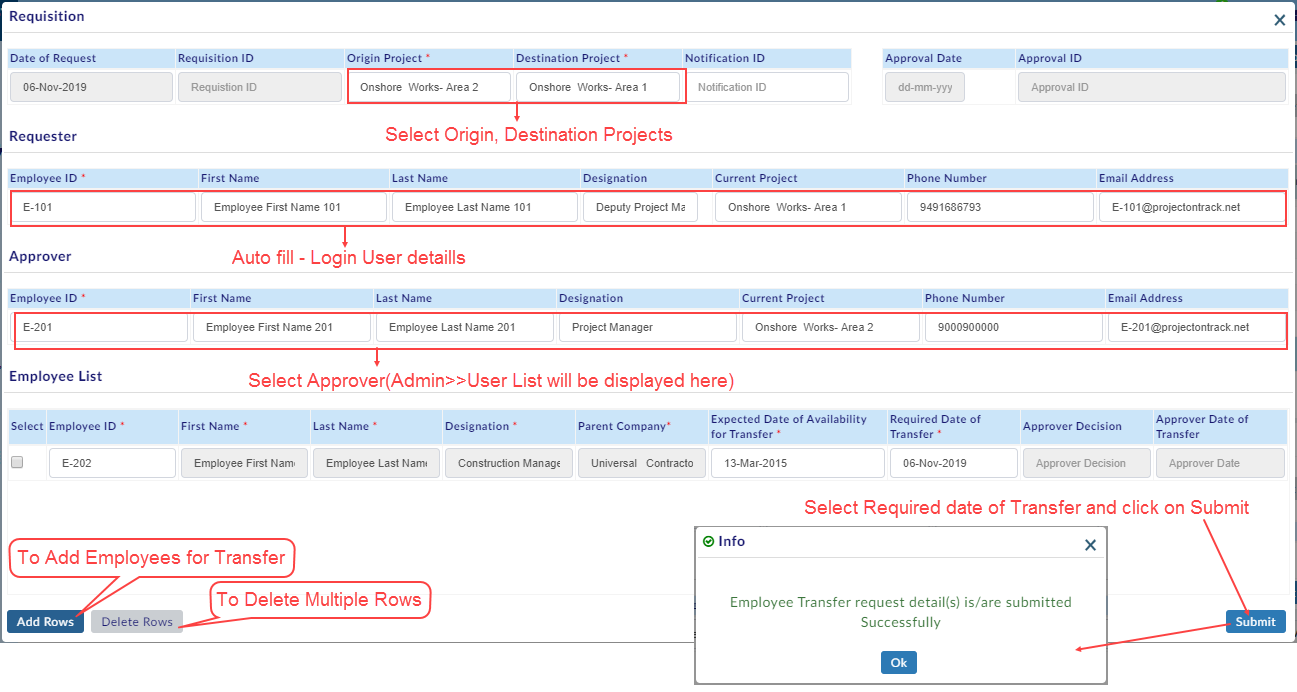 Requisition
Date of Request Requisition ID Origin Project * Destination Project * Notification ID Approval Date Approval ID
06-Nov-2019 Requistion ID Onshore Works- Area 2 Onshore Works- Area 1 Notification ID dd-mm-yyy Approval ID
Select Origin, Destination Projects
Requester
Employee ID * First Name Last Name Designation Current Project Phone Number Email Address
E-101 Employee First Name 101 Employee Last Name 101 Deputy Project Ma Onshore Works- Area 1 9491686793 E-101@projectontrack.net
Auto fill - Login User detaills
Approver
Employee ID * First Name Last Name Designation Current Project Phone Number Email Address
E-201 Employee First Name 201 Employee Last Name 201 Project Manager Onshore Works- Area 2 9000900000 E-201@projectontrack.net
Select Approver(Admin>>User List will be displayed here)
Employee List
Select Employee ID * First Name * Last Name * Designation * Parent Company* Expected Date of Availability for Transfer * Required Date of Transfer * Approver Decision Approver Date of Transfer
E-202 Employee First Name Employee Last Name Construction Manage Universal Contracto 13-Mar-2015 06-Nov-2019 Approver Decision Approver Date
Select Required date of Transfer and click on Submit
To Add Employees for Transfer
To Delete Multiple Rows
Add Rows Delete Rows
Info
Employee Transfer request detail(s) is/are submitted
Successfully
Ok
Submit